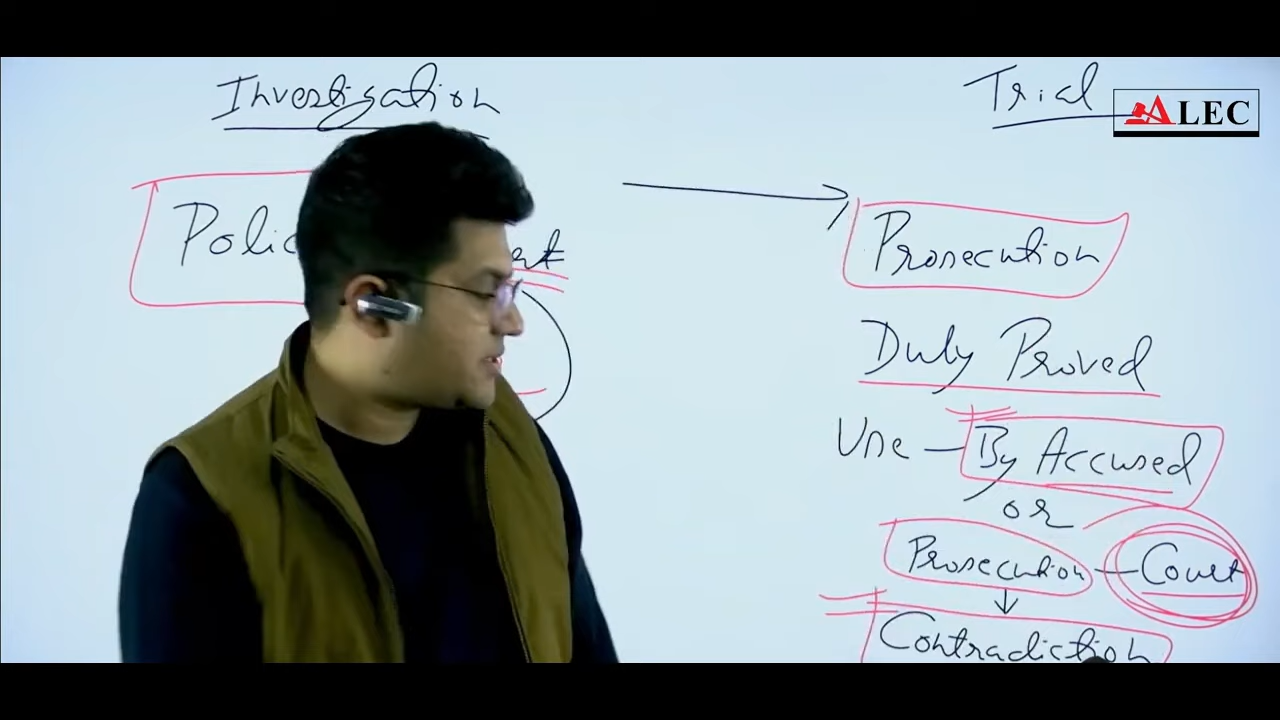 Investigation
Trial
ALEC
Prosecution
Duly Proved
Use - By Accused
or
Prosecution - Court
Contradiction